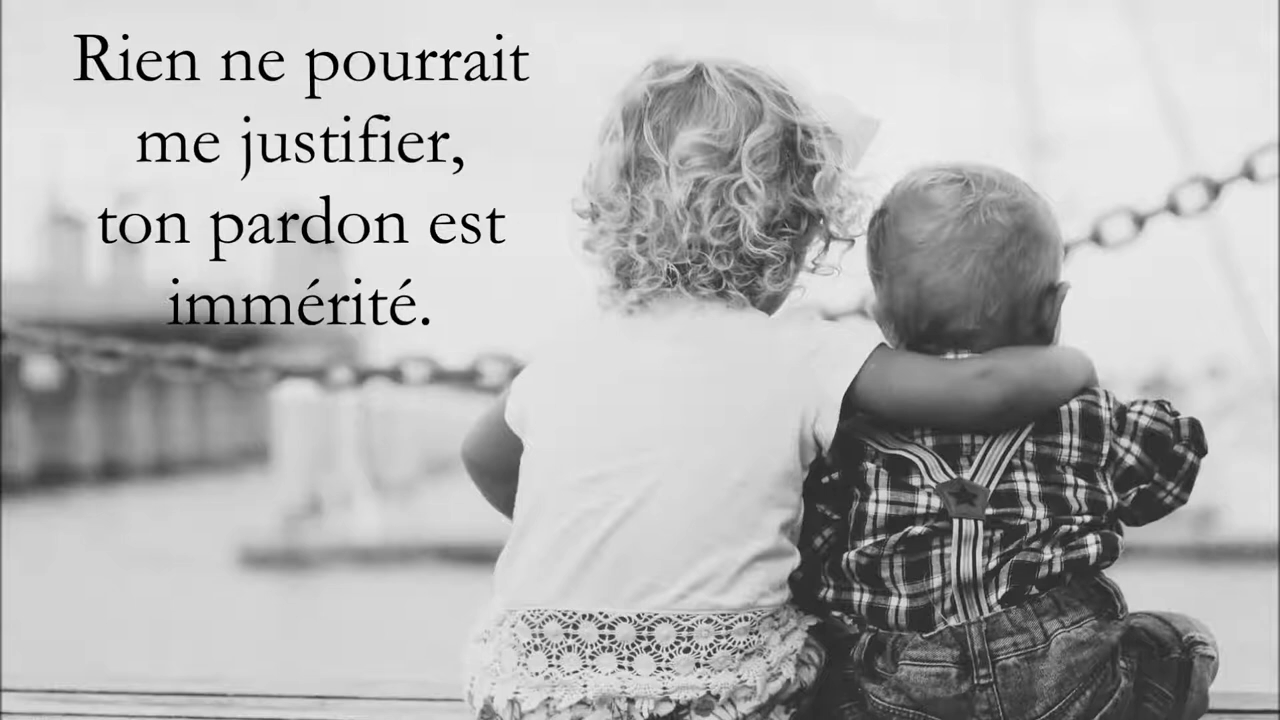 Rien ne pourrait
me justifier,
ton pardon est
immérité.